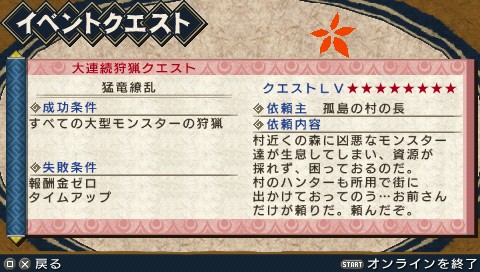 イベントクエスト
大連続狩猟クエスト
猛竜繚乱
クエストLV★★★★★★★★
成功条件
すべての大型モンスターの狩猟
失敗条件
報酬金ゼロ
タイムアップ
依頼主 孤島の村の長
依頼内容
村近くの森に凶悪なモンスター
達が生息してしまい、資源が
採れず、困っておるのだ。
村のハンターも所用で街に
出かけておってのう…お前さん
だけが頼りだ。頼んだぞ。
戻る
START オンラインを終了